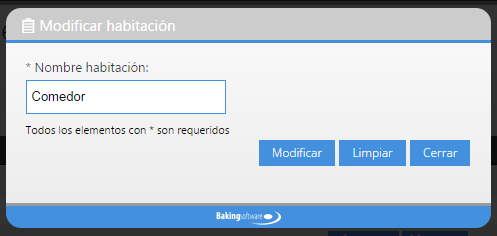 Modificar habitación
* Nombre habitación:
Comedor
Todos los elementos con * son requeridos
Modificar Limpiar Cerrar
Bakingsoftware